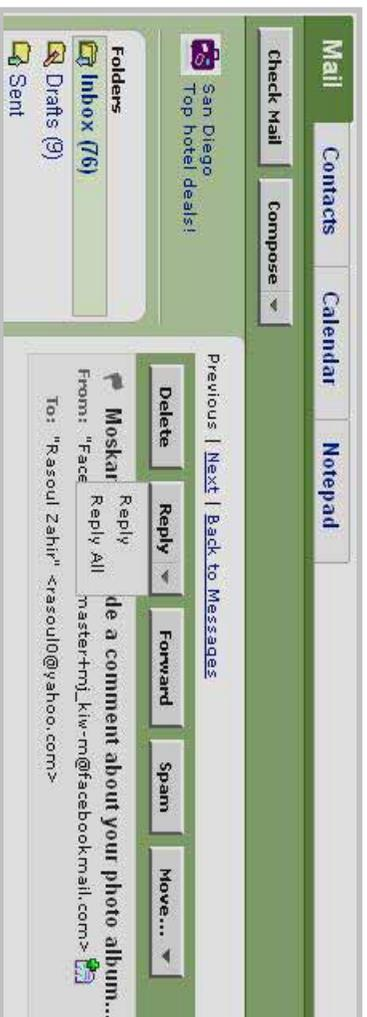 Mail Contacts Calendar Notepad
Check Mail Compose
San Diego
Top hotel deals!
Folders
Inbox (76)
Drafts (9)
Sent
Previous | Next | Back to Messages
Delete Reply Forward Spam Move...
Reply
Reply All
Moskar de a comment about your photo album...
From: "Face master+mj_kiw-m@facebookmail.com>
To: "Rasoul Zahir" <rasoul0@yahoo.com>